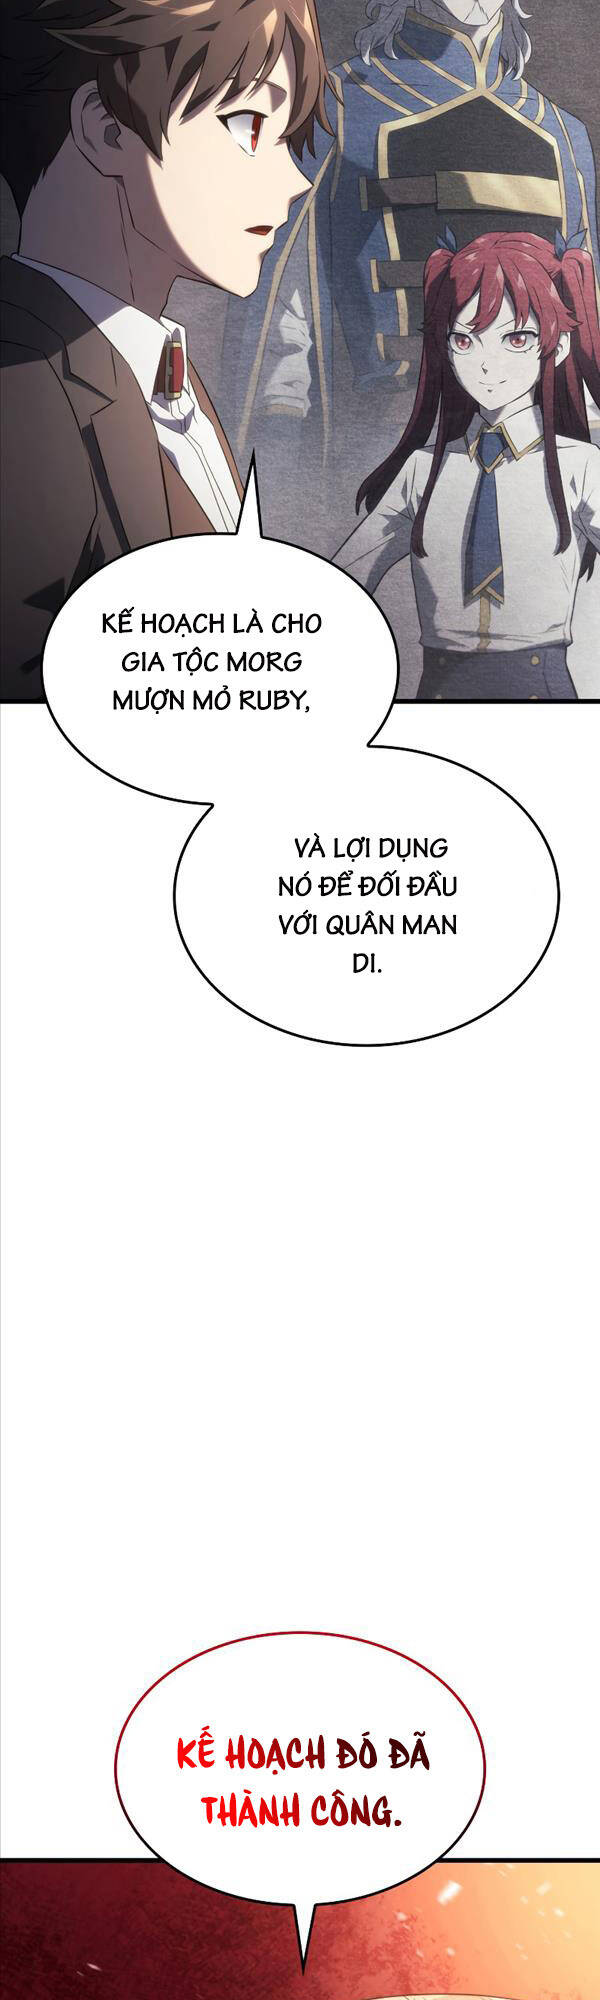 KẾ HOẠCH LÀ CHO
GIA TỘC MORG
MƯỢN MỎ RUBY,
VÀ LỢI DỤNG
NÓ ĐỂ ĐỐI ĐẦU
VỚI QUÂN MAN
DI.
KẾ HOẠCH ĐÓ ĐÃ
THÀNH CÔNG.